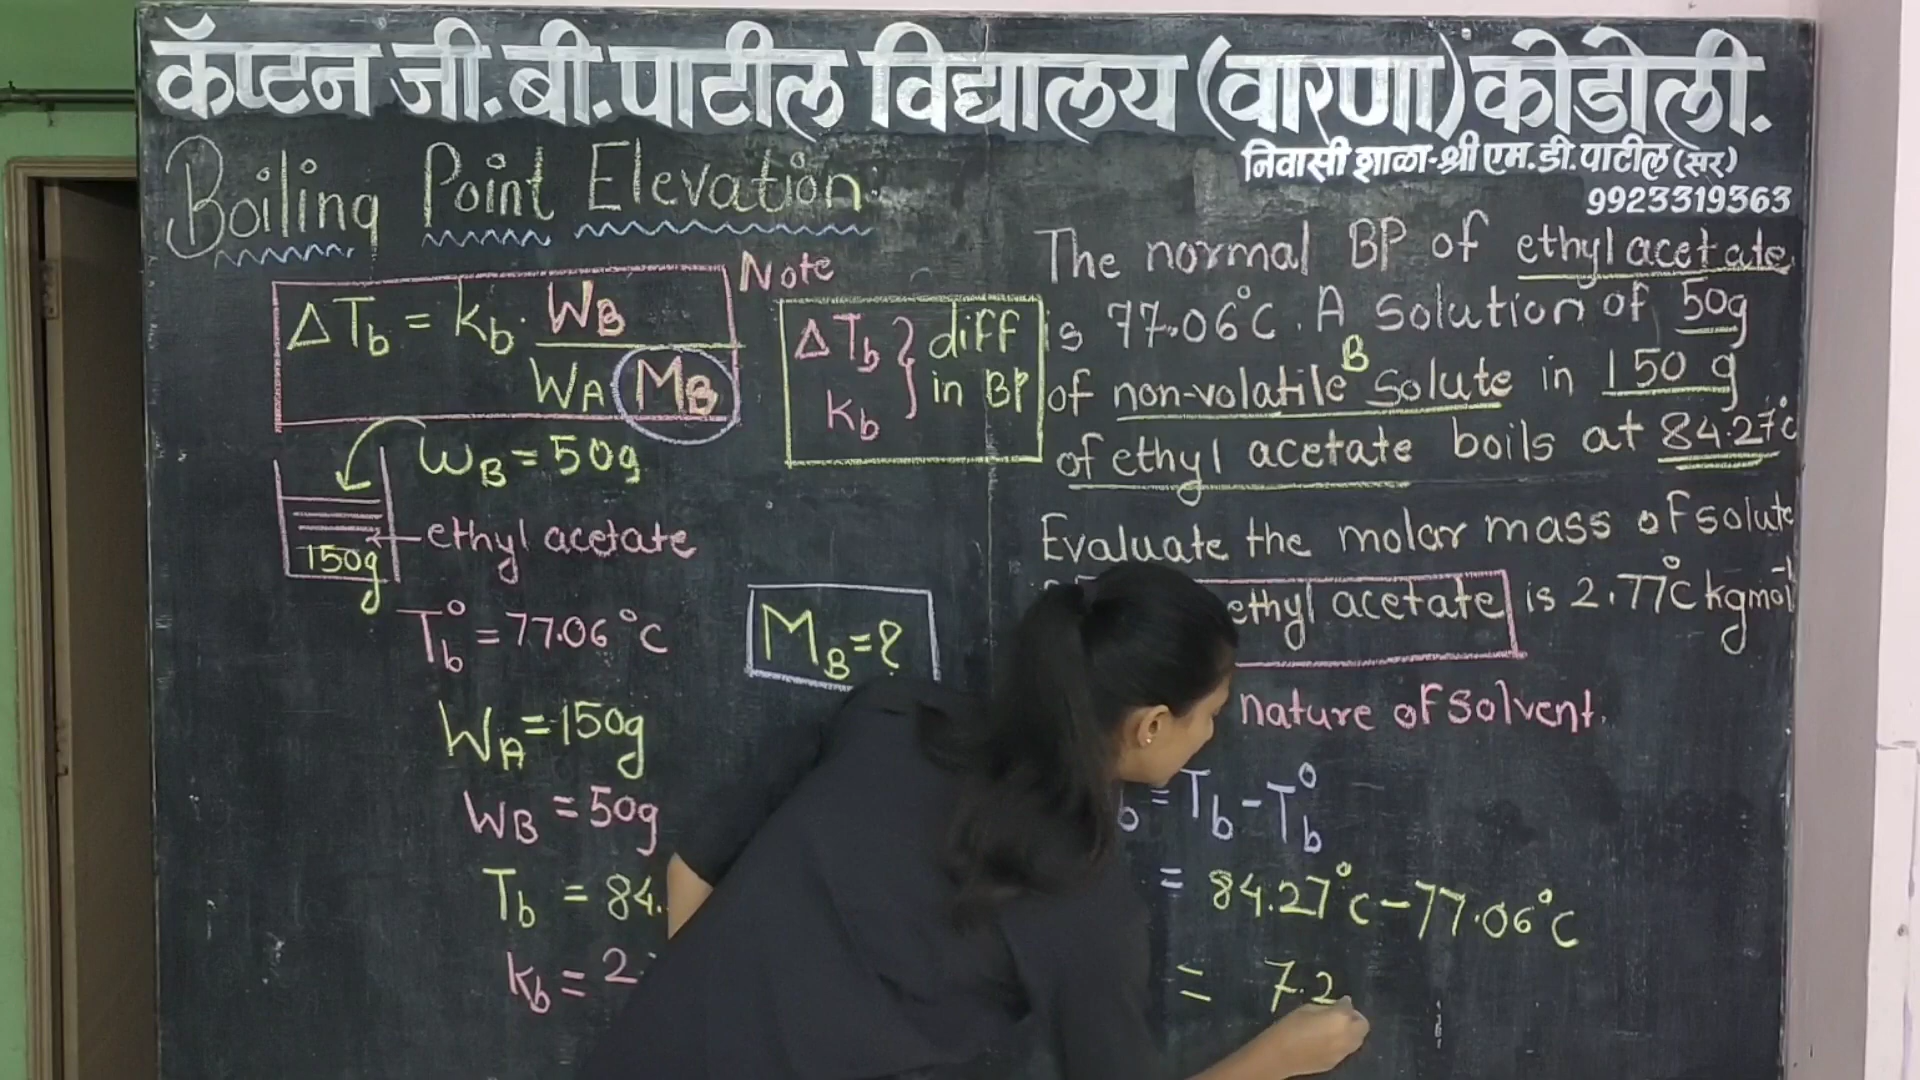 कॅप्टन जी.बी.पाटील विद्यालय (वारणा) कोडोली.
निवासी शाळा-श्री एम.डी.पाटील (सर)
9923319363
Boiling Point Elevation
ΔTb = Kb. WB
WA MB
WB = 50g
ethyl acetate
150g
T°b = 77.06°C
WA = 150g
WB = 50g
Tb = 84.
Kb = 2.
Note
ΔTb } diff
Kb in BP
MB = ?
The normal BP of ethyl acetate
is 77.06°C. A solution of 50g
B
of non-volatile solute in 150 g
of ethyl acetate boils at 84.27°C
Evaluate the molar mass of solute
ethyl acetate is 2.77°C kgmol⁻¹
nature of solvent.
b = Tb - T°b
= 84.27°C - 77.06°C
= 7.2